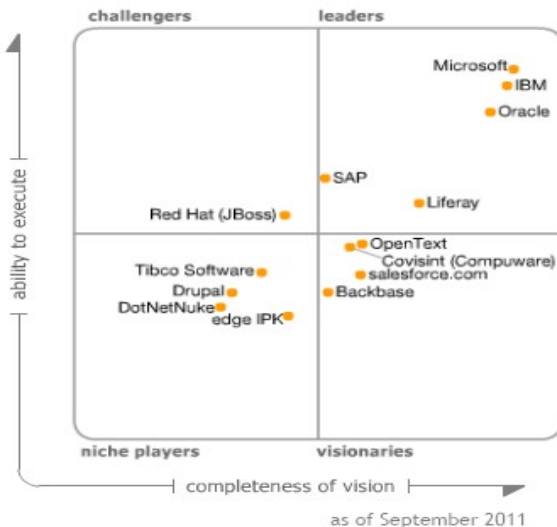 challengers
leaders
Microsoft
IBM
Oracle
SAP
Liferay
Red Hat (JBoss)
OpenText
Covisint (Compuware)
salesforce.com
Backbase
Tibco Software
Drupal
DotNetNuke
edge IPK
niche players
visionaries
ability to execute
completeness of vision
as of September 2011